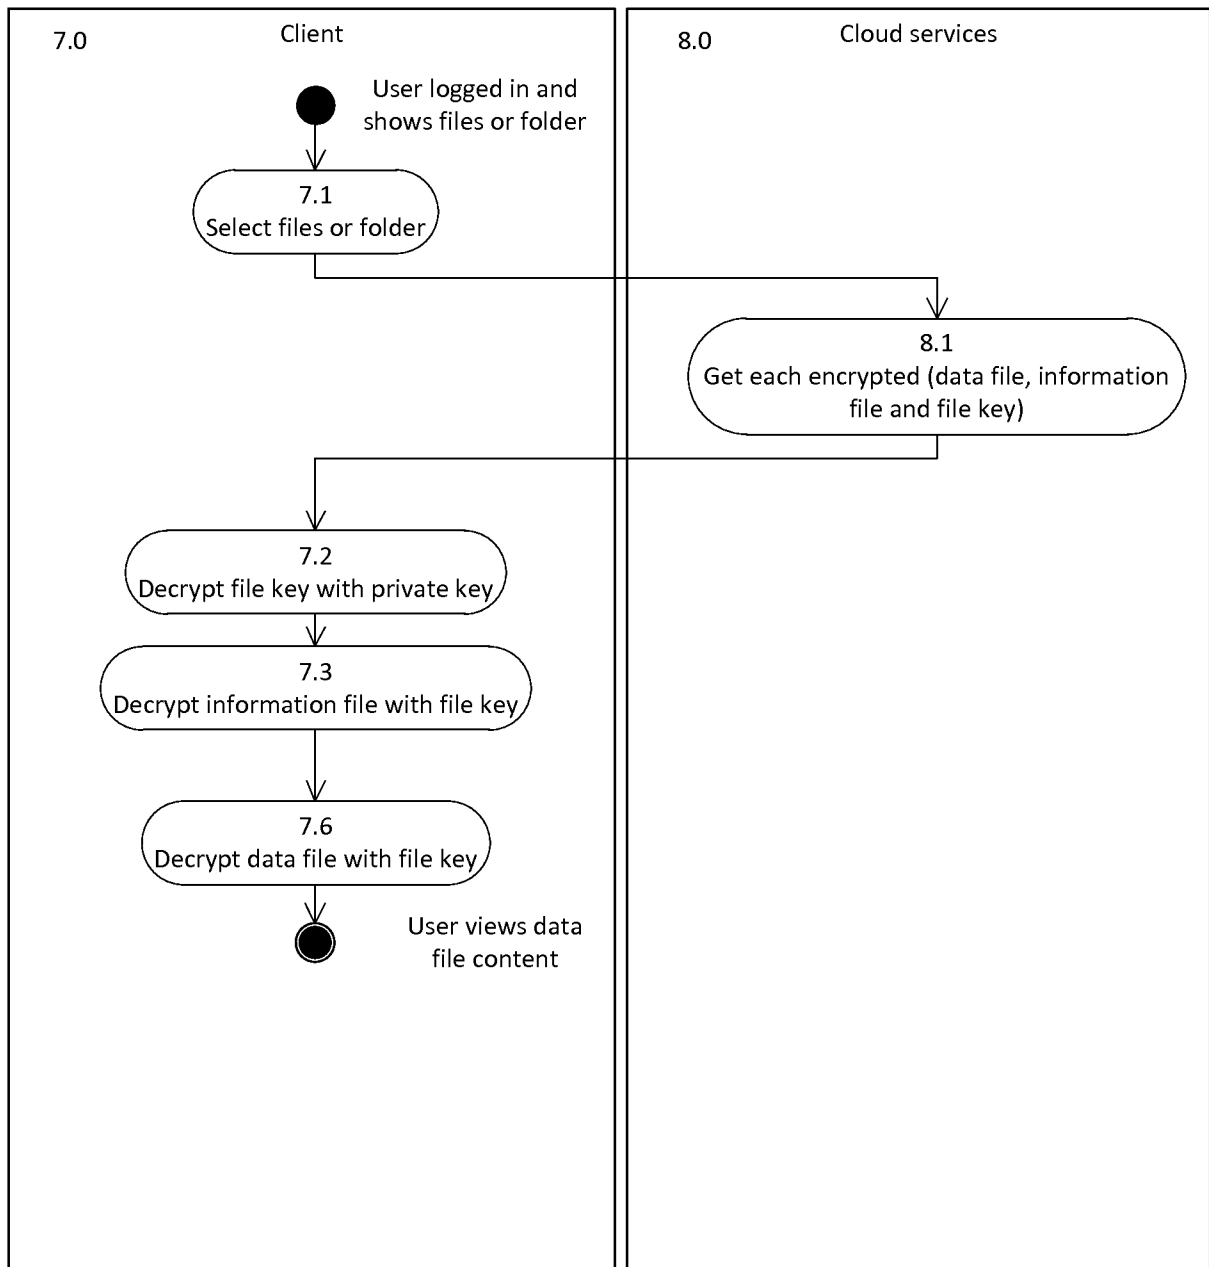 7.0
Client
8.0
Cloud services
User logged in and
shows files or folder
7.1
Select files or folder
8.1
Get each encrypted (data file, information
file and file key)
7.2
Decrypt file key with private key
7.3
Decrypt information file with file key
7.6
Decrypt data file with file key
User views data
file content